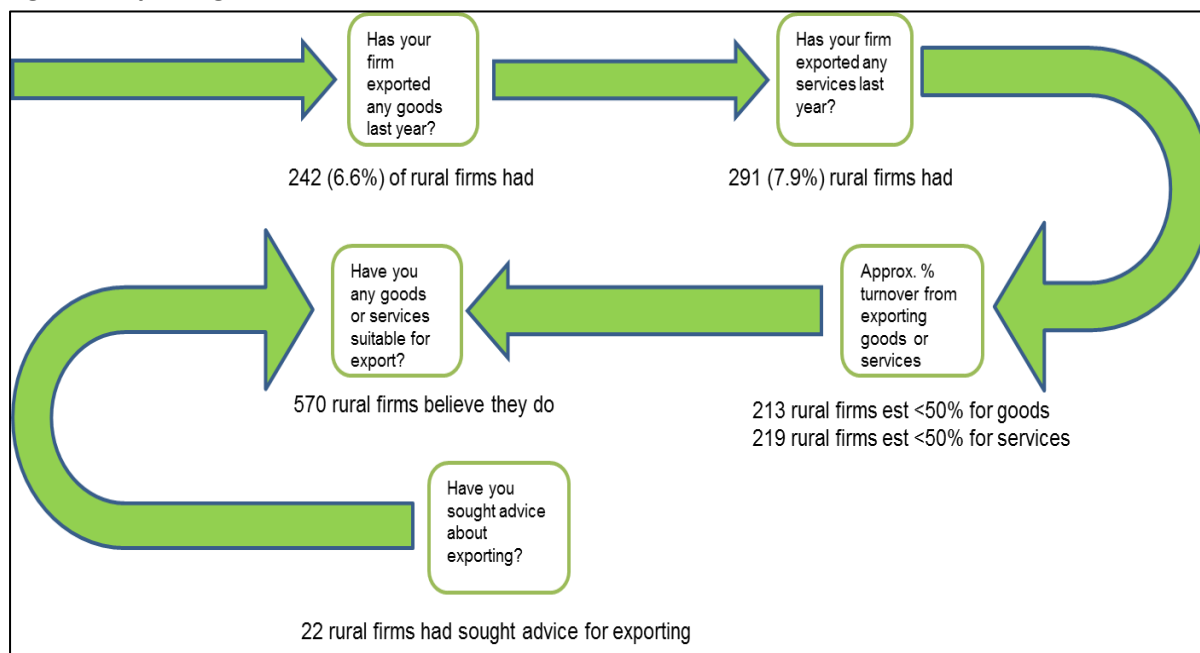 Has your
firm
exported
any goods
last year?
Has your firm
exported any
services last
year?
242 (6.6%) of rural firms had
291 (7.9%) rural firms had
Have you
any goods
or services
suitable for
export?
Approx. %
turnover from
exporting
goods or
services
570 rural firms believe they do
213 rural firms est <50% for goods
219 rural firms est <50% for services
Have you
sought advice
about
exporting?
22 rural firms had sought advice for exporting